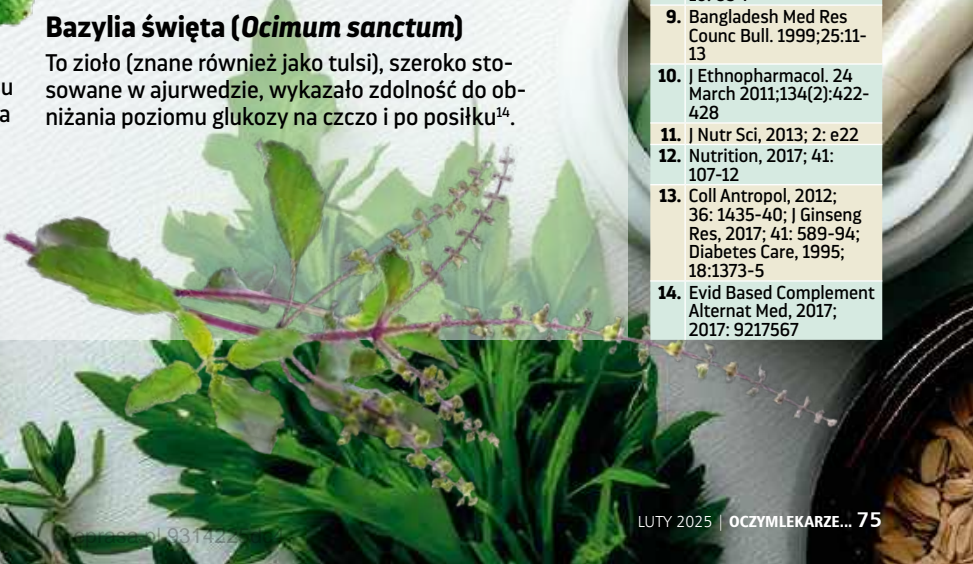 Bazylia święta (Ocimum sanctum)
To zioło (znane również jako tulsi), szeroko sto-
sowane w ajurwedzie, wykazało zdolność do ob-
niżania poziomu glukozy na czczo i po posiłku14.
u
a
9. Bangladesh Med Res
Counc Bull. 1999;25:11-
13
10. J Ethnopharmacol. 24
March 2011;134(2):422-
428
11. J Nutr Sci, 2013; 2: e22
12. Nutrition, 2017; 41:
107-12
13. Coll Antropol, 2012;
36: 1435-40; J Ginseng
Res, 2017; 41: 589-94;
Diabetes Care, 1995;
18:1373-5
14. Evid Based Complement
Alternat Med, 2017;
2017: 9217567
LUTY 2025 | OCZYMLEKARZE... 75